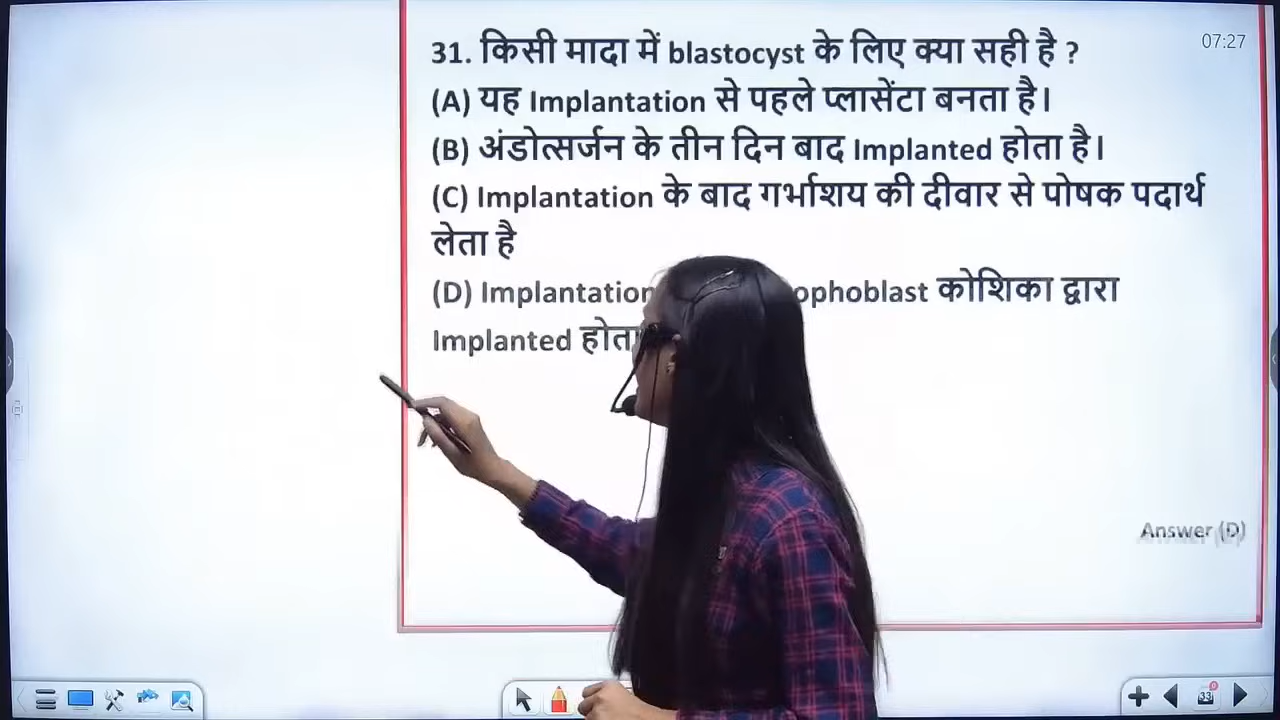 31. किसी मादा में blastocyst के लिए क्या सही है ?
07:27
(A) यह Implantation से पहले प्लासेंटा बनता है।
(B) अंडोत्सर्जन के तीन दिन बाद Implanted होता है।
(C) Implantation के बाद गर्भाशय की दीवार से पोषक पदार्थ
लेता है
(D) Implantation ophoblast कोशिका द्वारा
Implanted होता
Answer (D)
33